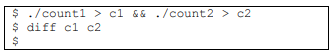 $ ./count1 > c1 && ./count2 > c2
$ diff c1 c2
$